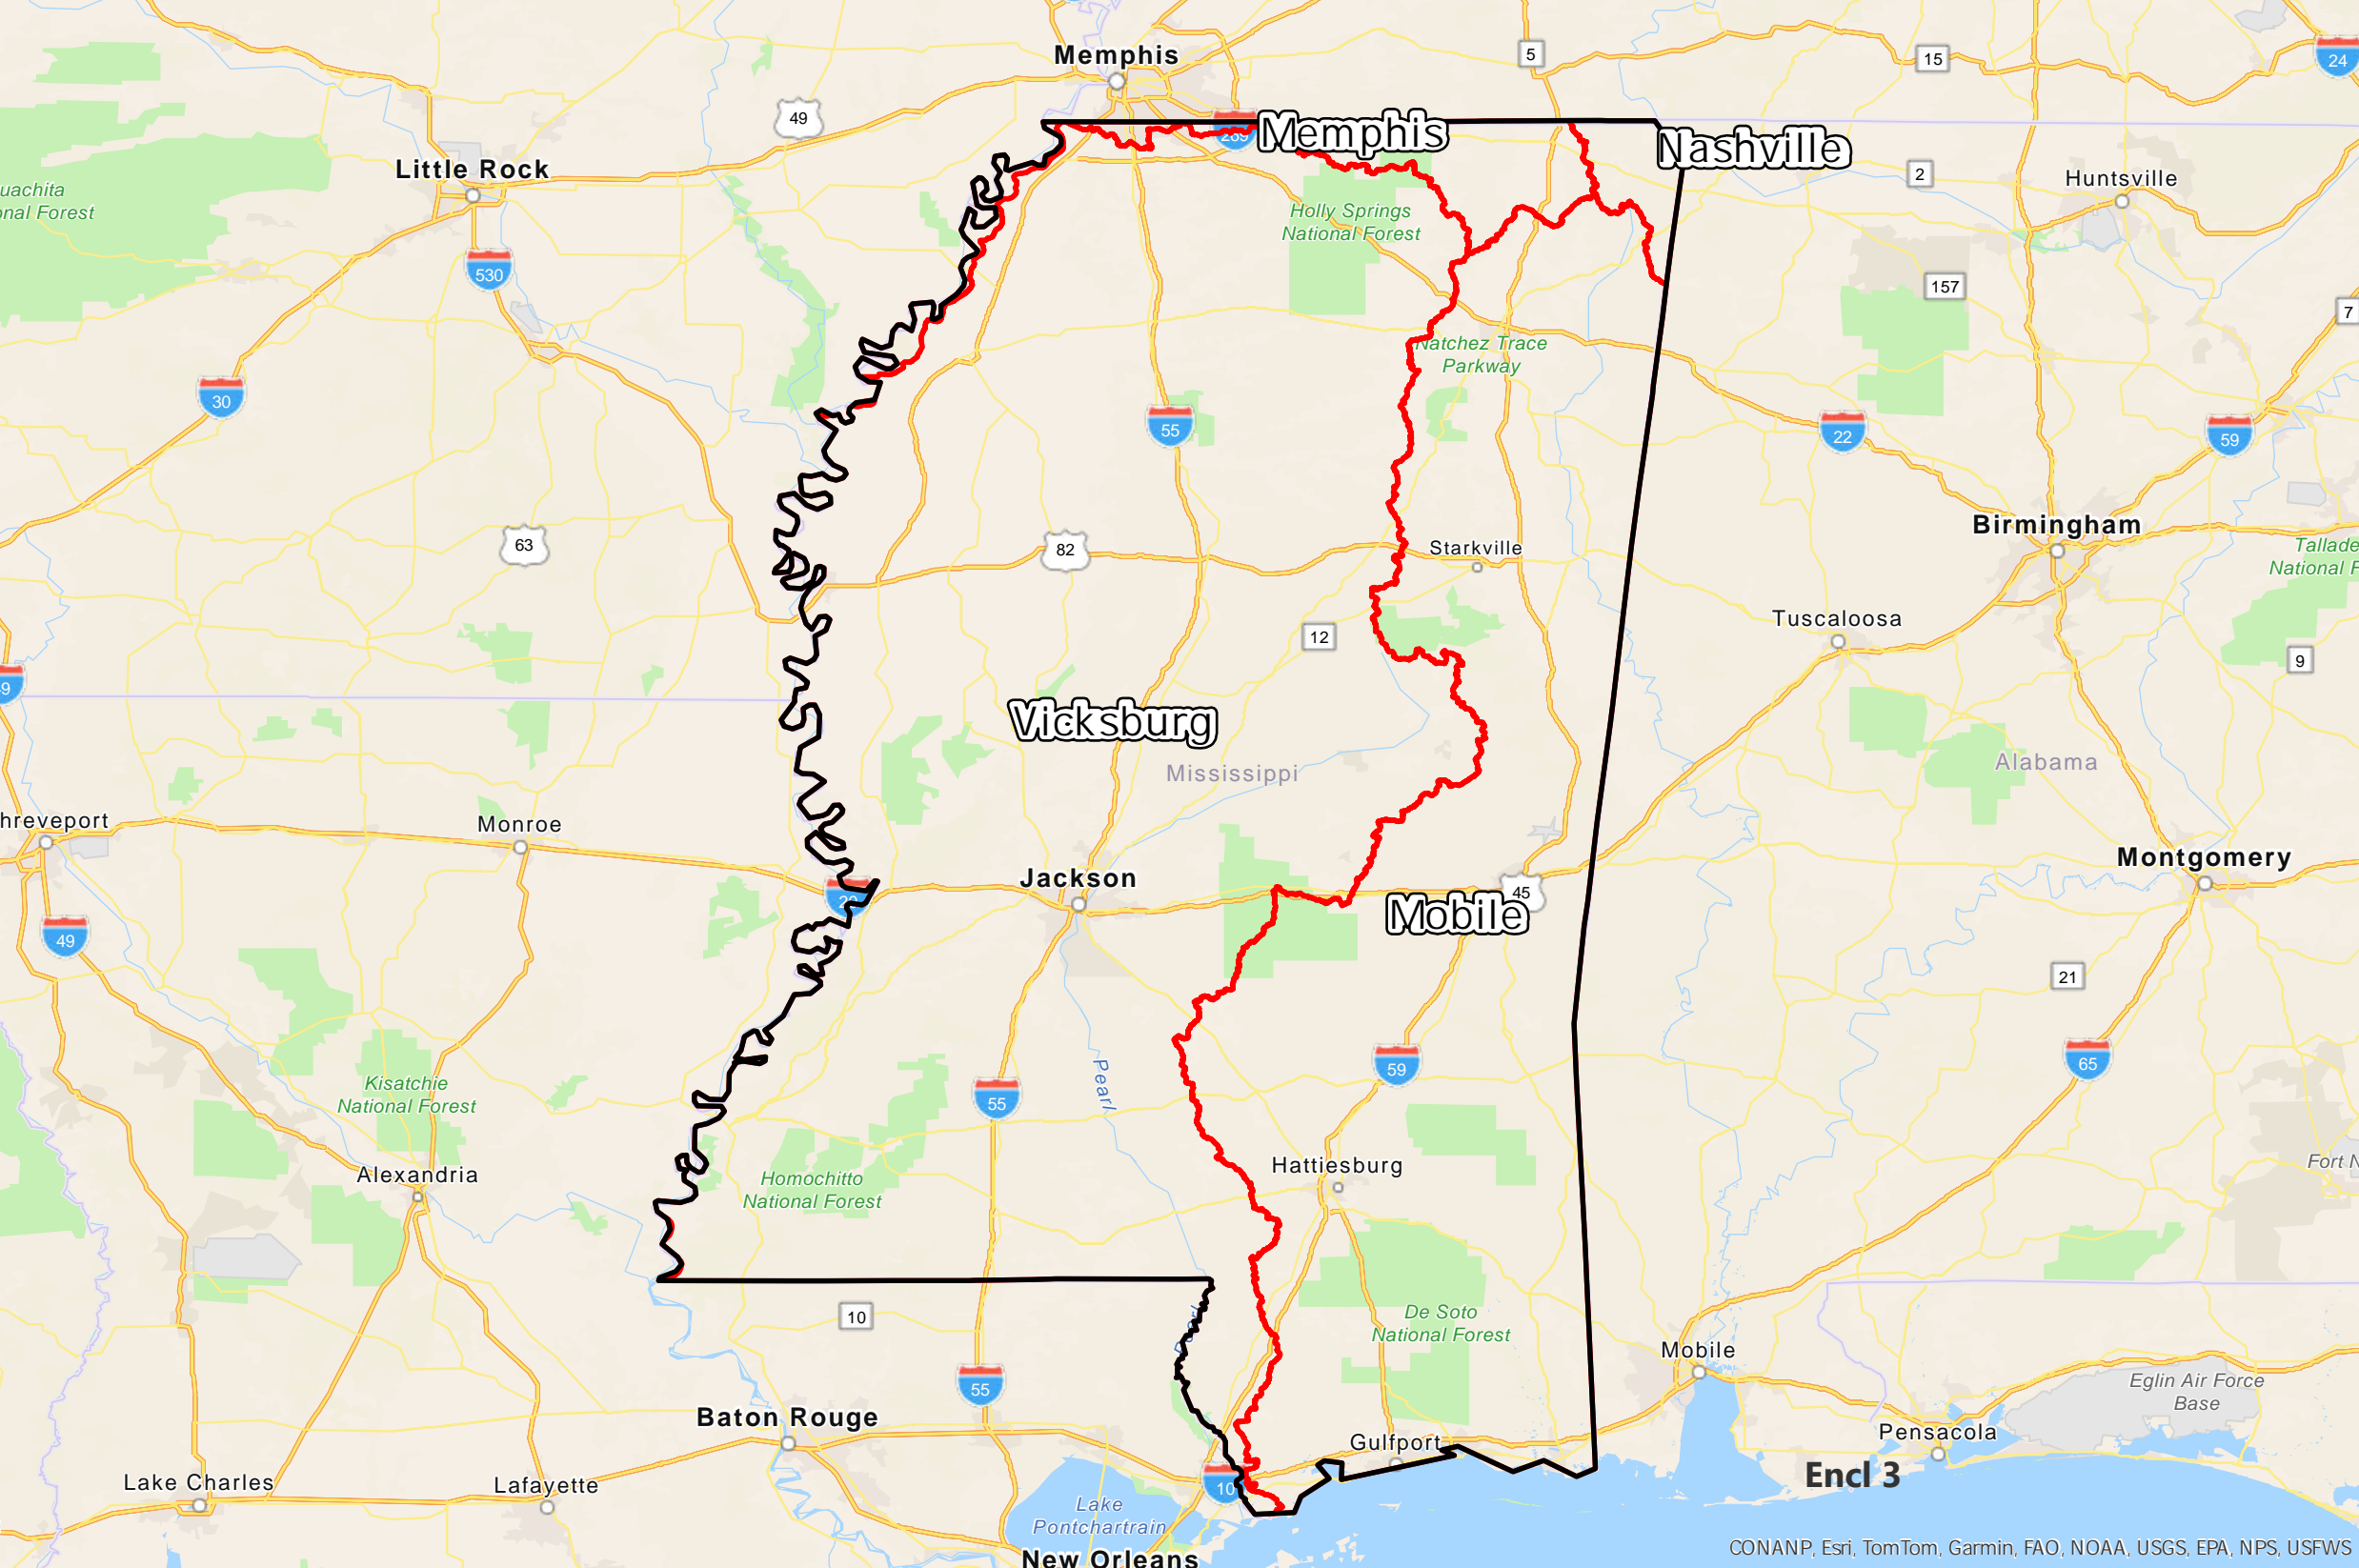 Memphis
5
15
24
49
Memphis
269
Nashville
Little Rock
2
Huntsville
uachita
nal Forest
Holly Springs
National Forest
530
157
7
Natchez Trace
Parkway
30
55
22
59
Birmingham
63
82
Starkville
Tallade
National F
Tuscaloosa
12
9
49
Vicksburg
Mississippi
Alabama
hreveport
Monroe
Montgomery
Jackson
20
45
Mobile
49
21
Kisatchie
National Forest
Pearl
55
59
65
Alexandria
Homochitto
National Forest
Hattiesburg
Fort N
10
De Soto
National Forest
Mobile
55
Eglin Air Force
Base
Baton Rouge
Gulfport
Pensacola
Lake Charles
Lafayette
10
Encl 3
Lake
Pontchartrain
New Orleans
CONANP, Esri, TomTom, Garmin, FAO, NOAA, USGS, EPA, NPS, USFWS